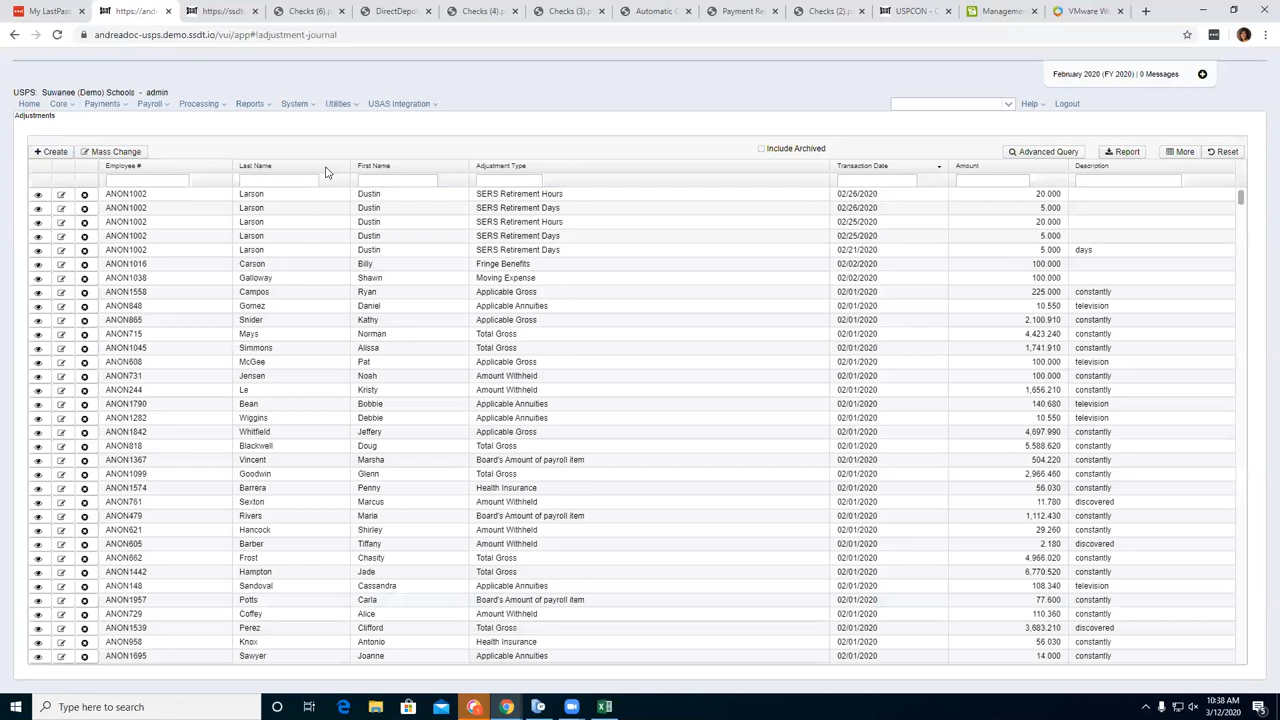 My LastPass
https://andre
https://ssdt
Checks (6).p
DirectDepot
Checks (4).p
Checks (3).p
Automatic C
Payment Re
Checks (2).p
USPCON - C
Management
VMware Wo
andreadoc-usps.demo.ssdt.io/vui/app#!adjustment-journal
February 2020 (FY 2020) | 0 Messages
USPS: Suwanee (Demo) Schools - admin
Home Core Payments Payroll Processing Reports System Utilities USAS Integration Help Logout
Adjustments
Create Mass Change Include Archived Advanced Query Report More Reset
Employee # Last Name First Name Adjustment Type Transaction Date Amount Description
ANON1002 Larson Dustin SERS Retirement Hours 02/26/2020 20.000
ANON1002 Larson Dustin SERS Retirement Days 02/26/2020 5.000
ANON1002 Larson Dustin SERS Retirement Hours 02/25/2020 20.000
ANON1002 Larson Dustin SERS Retirement Days 02/25/2020 5.000
ANON1002 Larson Dustin SERS Retirement Days 02/21/2020 5.000 days
ANON1016 Carson Billy Fringe Benefits 02/02/2020 100.000
ANON1038 Galloway Shawn Moving Expense 02/02/2020 100.000
ANON1558 Campos Ryan Applicable Gross 02/01/2020 225.000 constantly
ANON848 Gomez Daniel Applicable Annuities 02/01/2020 10.550 television
ANON865 Snider Kathy Applicable Gross 02/01/2020 2,100.910 constantly
ANON715 Mays Norman Total Gross 02/01/2020 4,423.240 constantly
ANON1045 Simmons Alissa Total Gross 02/01/2020 1,741.910 constantly
ANON608 McGee Pat Applicable Gross 02/01/2020 100.000 television
ANON731 Jensen Noah Amount Withheld 02/01/2020 100.000 constantly
ANON244 Le Kristy Amount Withheld 02/01/2020 1,656.210 constantly
ANON1790 Bean Bobbie Applicable Annuities 02/01/2020 140.680 television
ANON1282 Wiggins Debbie Applicable Annuities 02/01/2020 10.550 television
ANON1842 Whitfield Jeffery Applicable Gross 02/01/2020 4,697.990 constantly
ANON818 Blackwell Doug Total Gross 02/01/2020 5,588.620 constantly
ANON1367 Vincent Marsha Board's Amount of payroll item 02/01/2020 504.220 constantly
ANON1099 Goodwin Glenn Total Gross 02/01/2020 2,966.460 constantly
ANON1574 Barrera Penny Health Insurance 02/01/2020 56.030 constantly
ANON761 Sexton Marcus Amount Withheld 02/01/2020 11.780 discovered
ANON479 Rivers Maria Board's Amount of payroll item 02/01/2020 1,112.430 constantly
ANON621 Hancock Shirley Amount Withheld 02/01/2020 29.260 constantly
ANON605 Barber Tiffany Amount Withheld 02/01/2020 2.180 discovered
ANON662 Frost Chasity Total Gross 02/01/2020 4,966.020 constantly
ANON1442 Hampton Jade Total Gross 02/01/2020 6,770.520 constantly
ANON148 Sandoval Cassandra Applicable Annuities 02/01/2020 108.340 television
ANON1957 Potts Carla Board's Amount of payroll item 02/01/2020 77.600 constantly
ANON729 Coffey Alice Amount Withheld 02/01/2020 110.360 constantly
ANON1539 Perez Clifford Total Gross 02/01/2020 3,683.210 discovered
ANON958 Knox Antonio Health Insurance 02/01/2020 56.030 constantly
ANON1695 Sawyer Joanne Applicable Annuities 02/01/2020 14.000 constantly
Type here to search
10:38 AM
3/12/2020